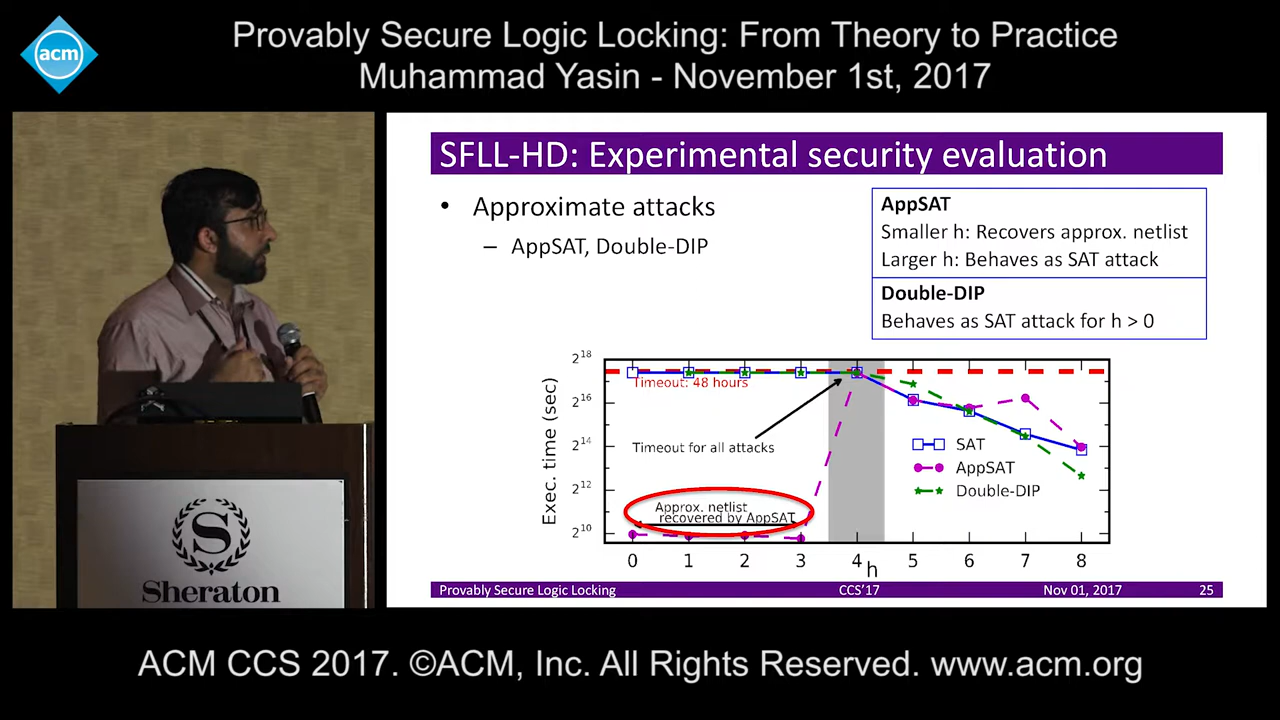 acm
Provably Secure Logic Locking: From Theory to Practice
Muhammad Yasin - November 1st, 2017
SFLL-HD: Experimental security evaluation
• Approximate attacks
– AppSAT, Double-DIP
AppSAT
Smaller h: Recovers approx. netlist
Larger h: Behaves as SAT attack
Double-DIP
Behaves as SAT attack for h > 0
Exec. time (sec)
2^18
2^16
2^14
2^12
2^10
Timeout: 48 hours
Timeout for all attacks
Approx. netlist
recovered by AppSAT
SAT
AppSAT
Double-DIP
0 1 2 3 4 5 6 7 8
h
Provably Secure Logic Locking CCS'17 Nov 01, 2017 25
S
Sheraton
ACM CCS 2017. ©ACM, Inc. All Rights Reserved. www.acm.org